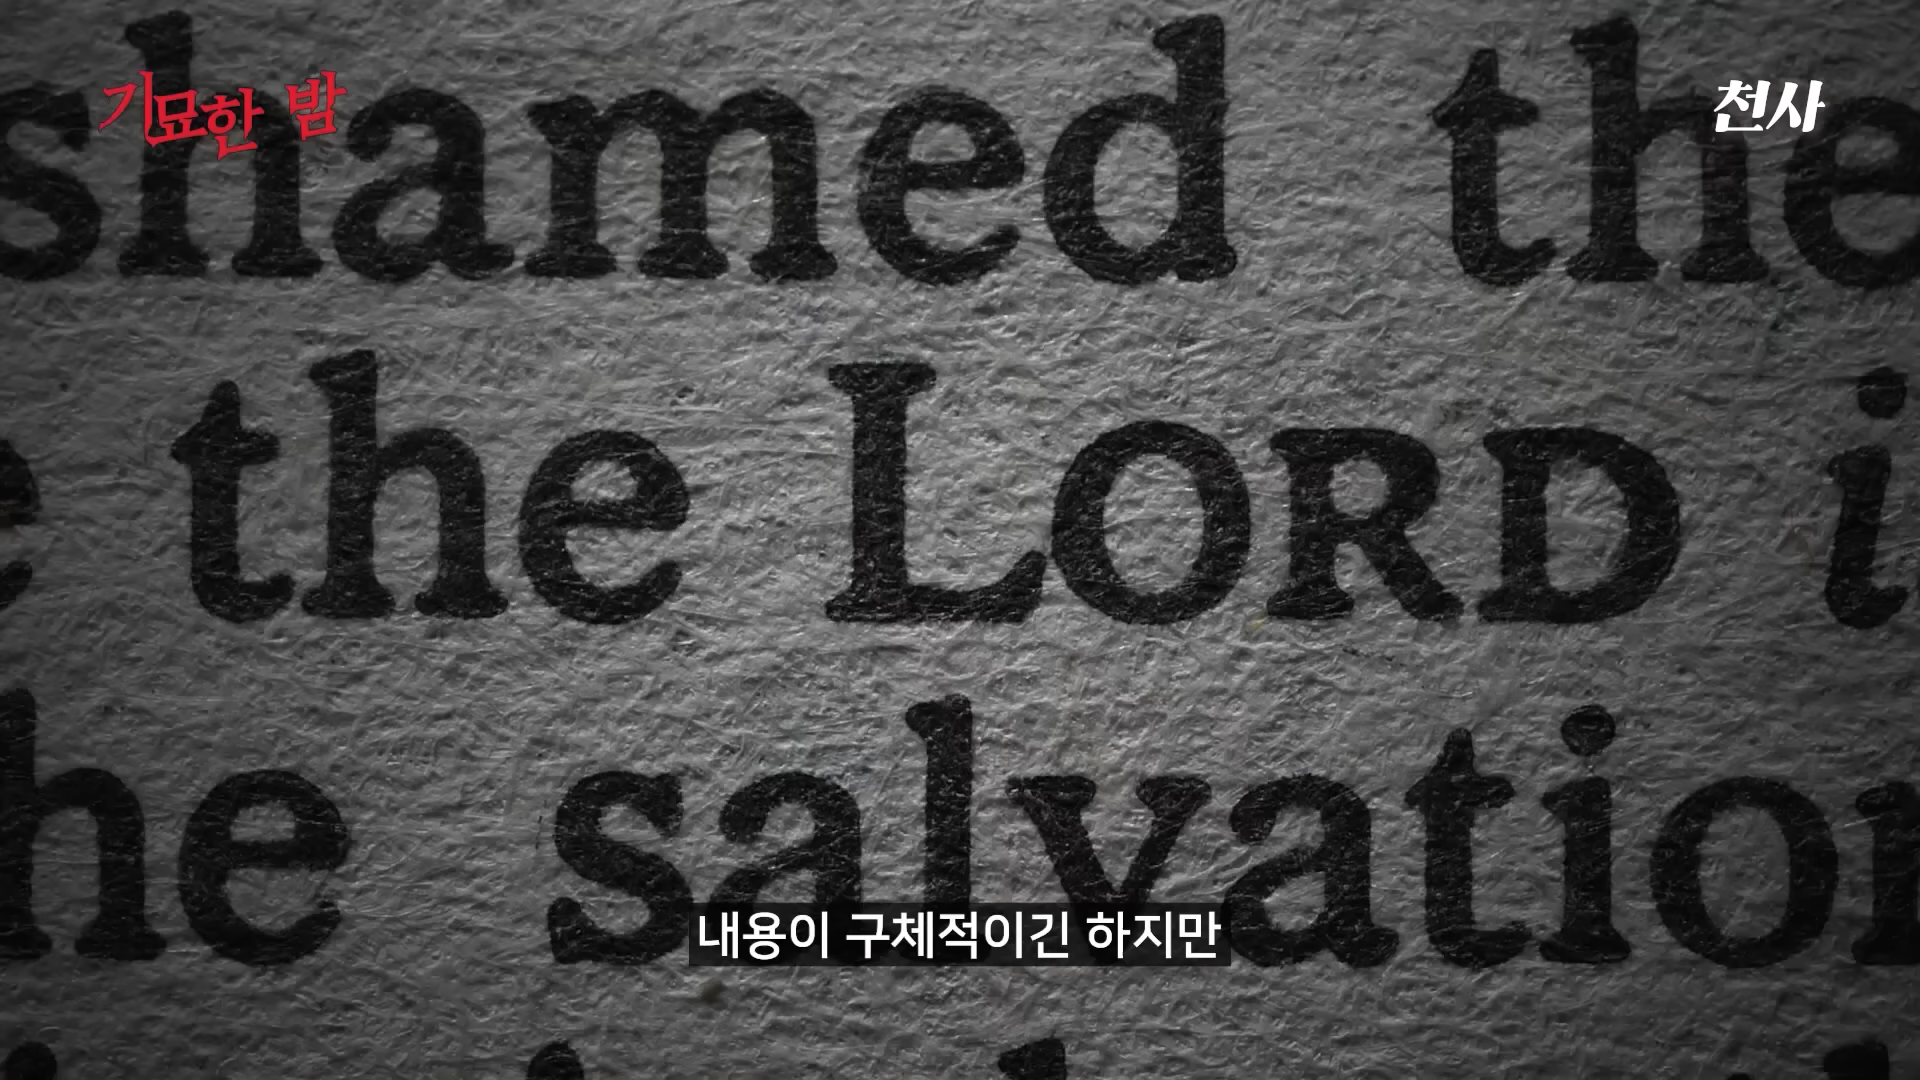 기묘한 밤
천사
shamed the
the LORD
he salvation
내용이 구체적이긴 하지만